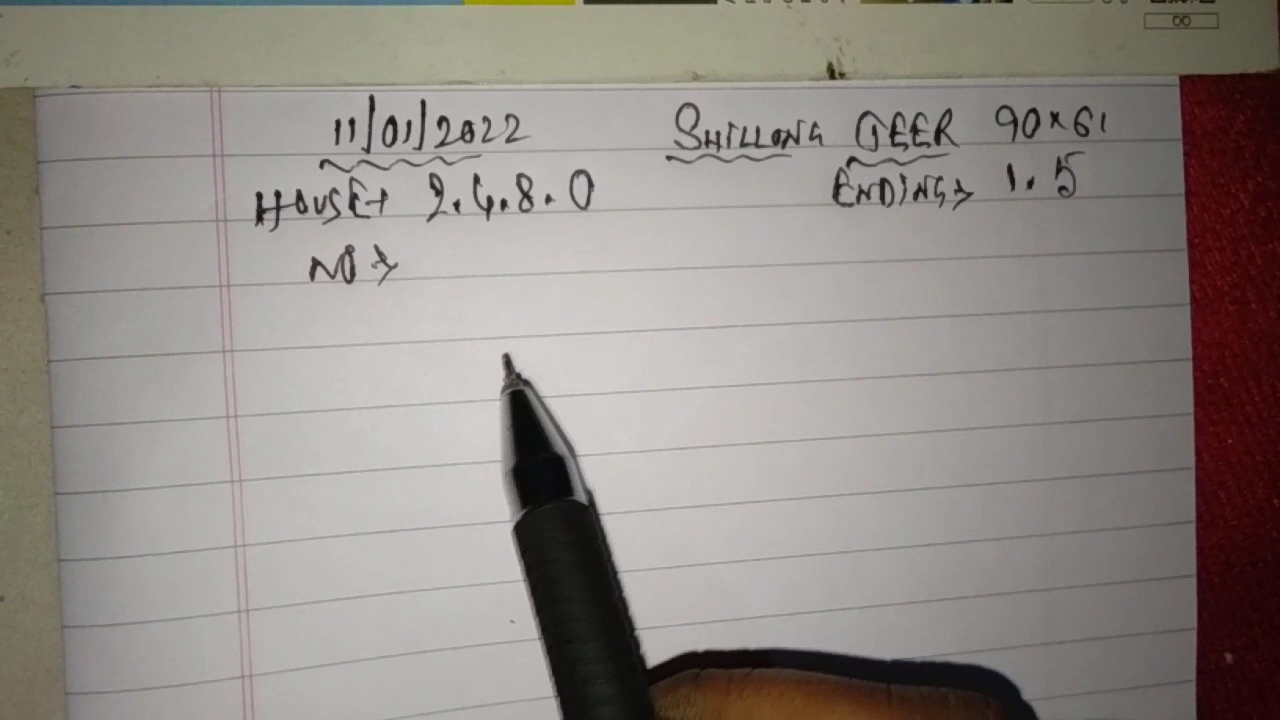 11/01/2022 SHILLONG TEER 90×61
HOUSE→ 2.4.8.0 ENDING→ 1.5
NO→